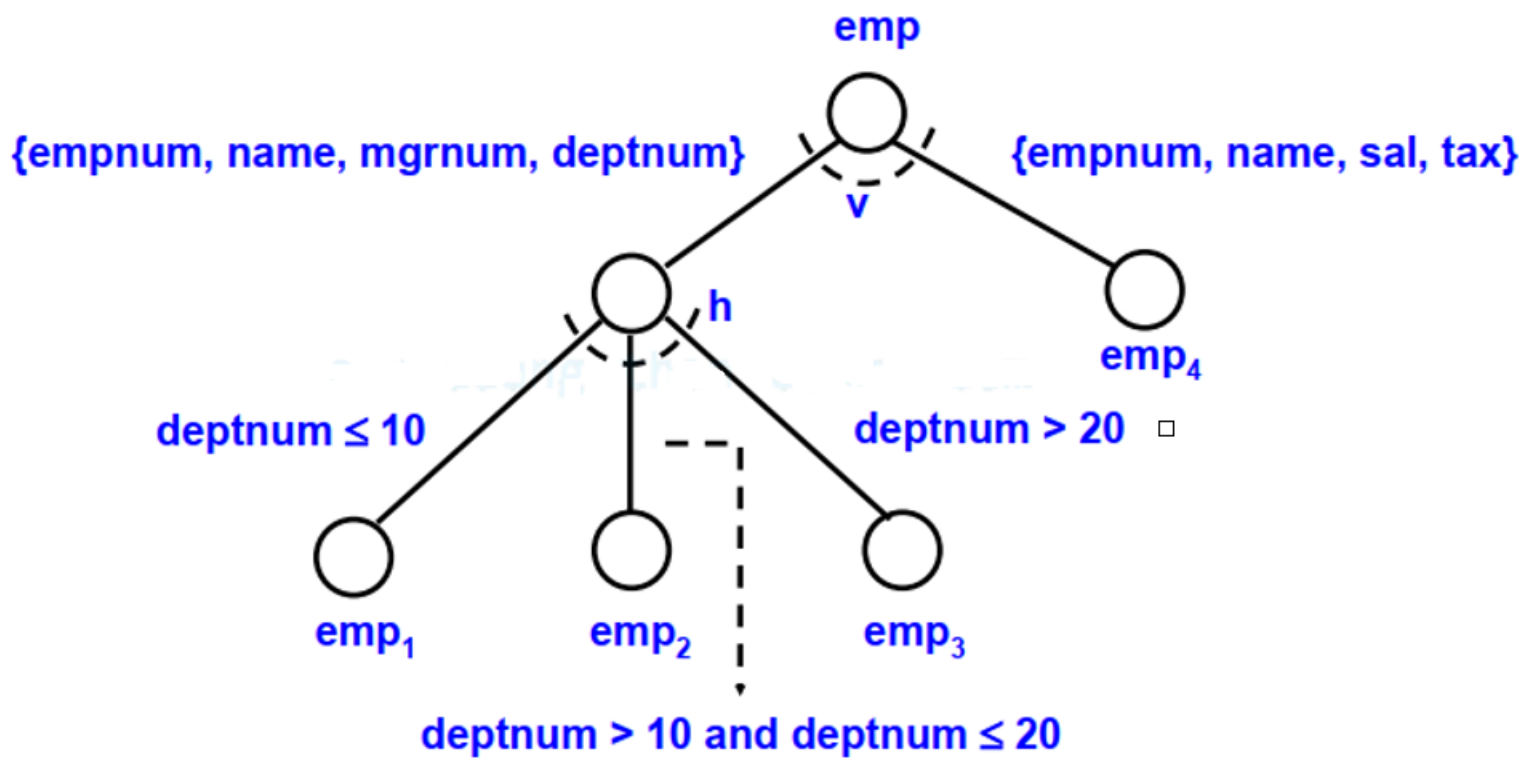 emp
{empnum, name, mgrnum, deptnum}
{empnum, name, sal, tax}
v
h
emp4
deptnum ≤ 10
deptnum > 20
emp1
emp2
emp3
deptnum > 10 and deptnum ≤ 20